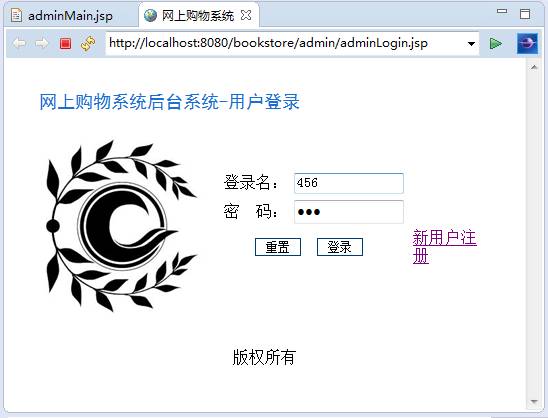 adminMain.jsp 网上购物系统
http://localhost:8080/bookstore/admin/adminLogin.jsp
网上购物系统后台系统-用户登录
登录名： 456
密 码： ●●●
重置 登录 新用户注
册
版权所有